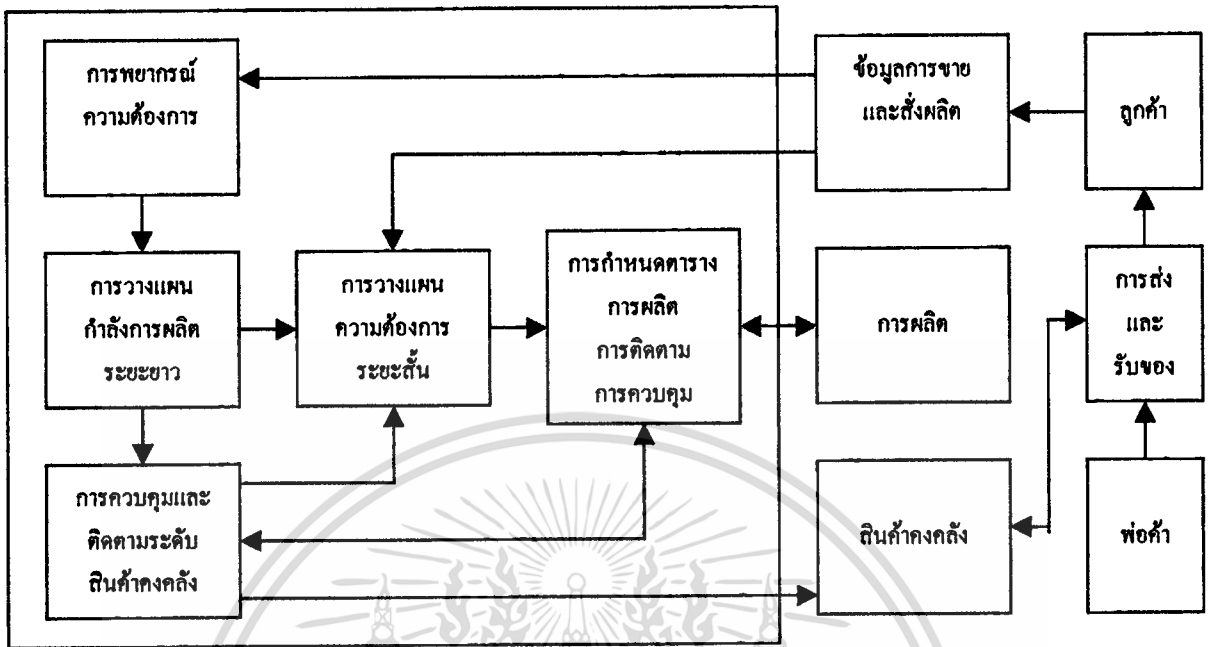 การพยากรณ์
ความต้องการ
ข้อมูลการขาย
และสั่งผลิต
ลูกค้า
การวางแผน
กำลังการผลิต
ระยะยาว
การวางแผน
ความต้องการ
ระยะสั้น
การกำหนดตาราง
การผลิต
การติดตาม
การควบคุม
การผลิต
การส่ง
และ
รับของ
การควบคุมและ
ติดตามระดับ
สินค้าคงคลัง
สินค้าคงคลัง
พ่อค้า